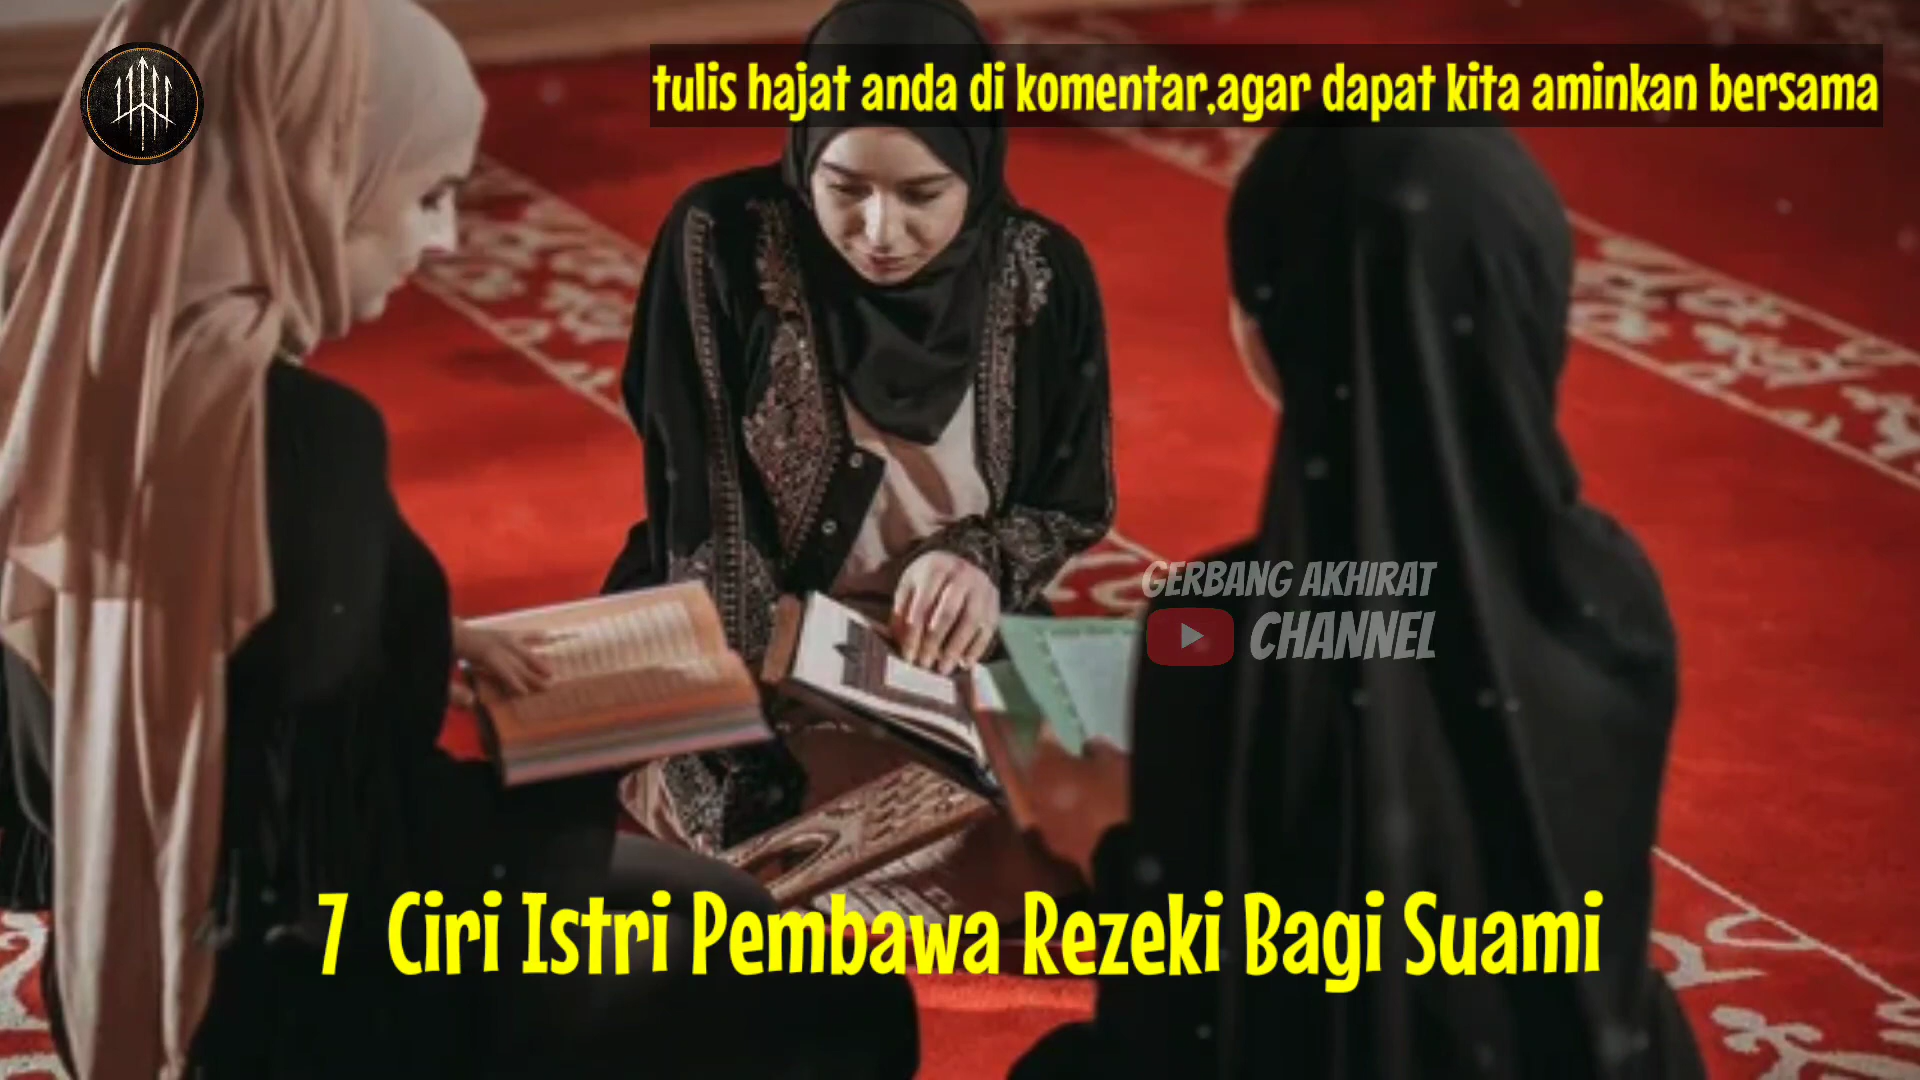 tulis hajat anda di komentar,agar dapat kita aminkan bersama
GERBANG AKHIRAT
CHANNEL
7 Ciri Istri Pembawa Rezeki Bagi Suami